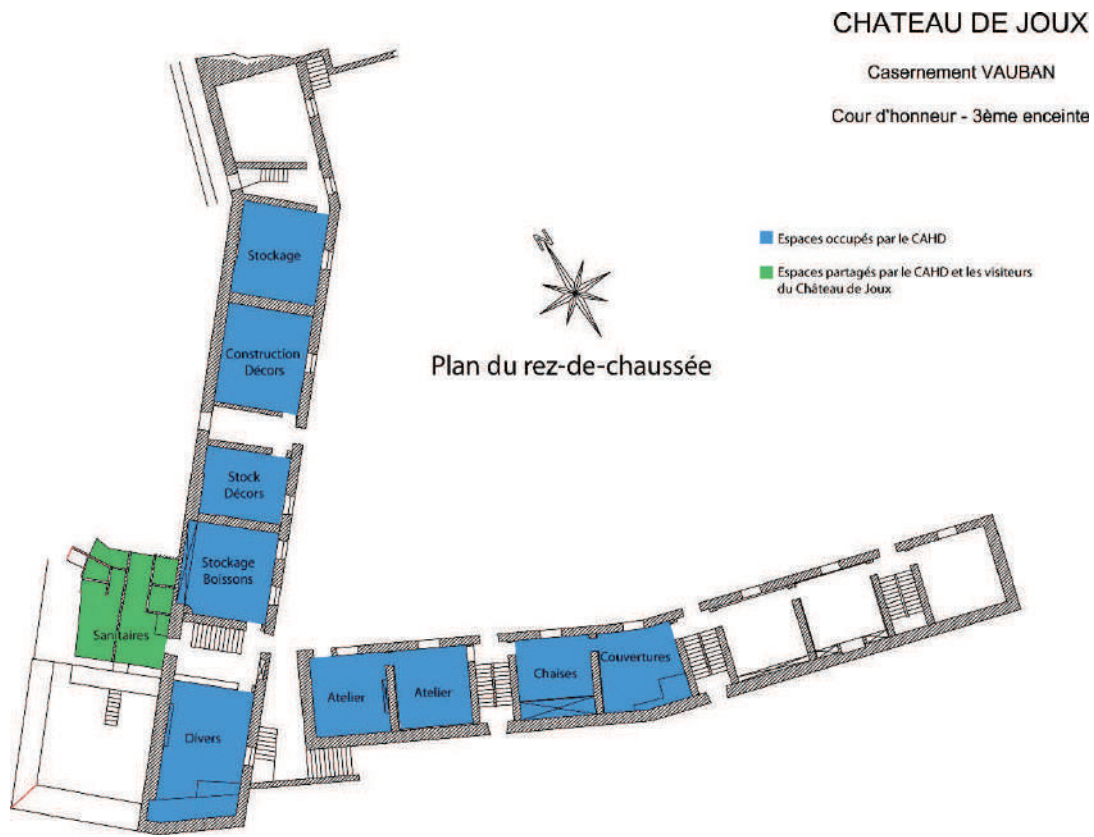 CHATEAU DE JOUX
Casernement VAUBAN
Cour d'honneur - 3ème enceinte
N
Espaces occupés par le CAHD
Espaces partagés par le CAHD et les visiteurs
du Château de Joux
Plan du rez-de-chaussée
Stockage
Construction
Décors
Stock
Décors
Stockage
Boissons
Sanitaires
Divers
Atelier
Atelier
Chaises
Couvertures